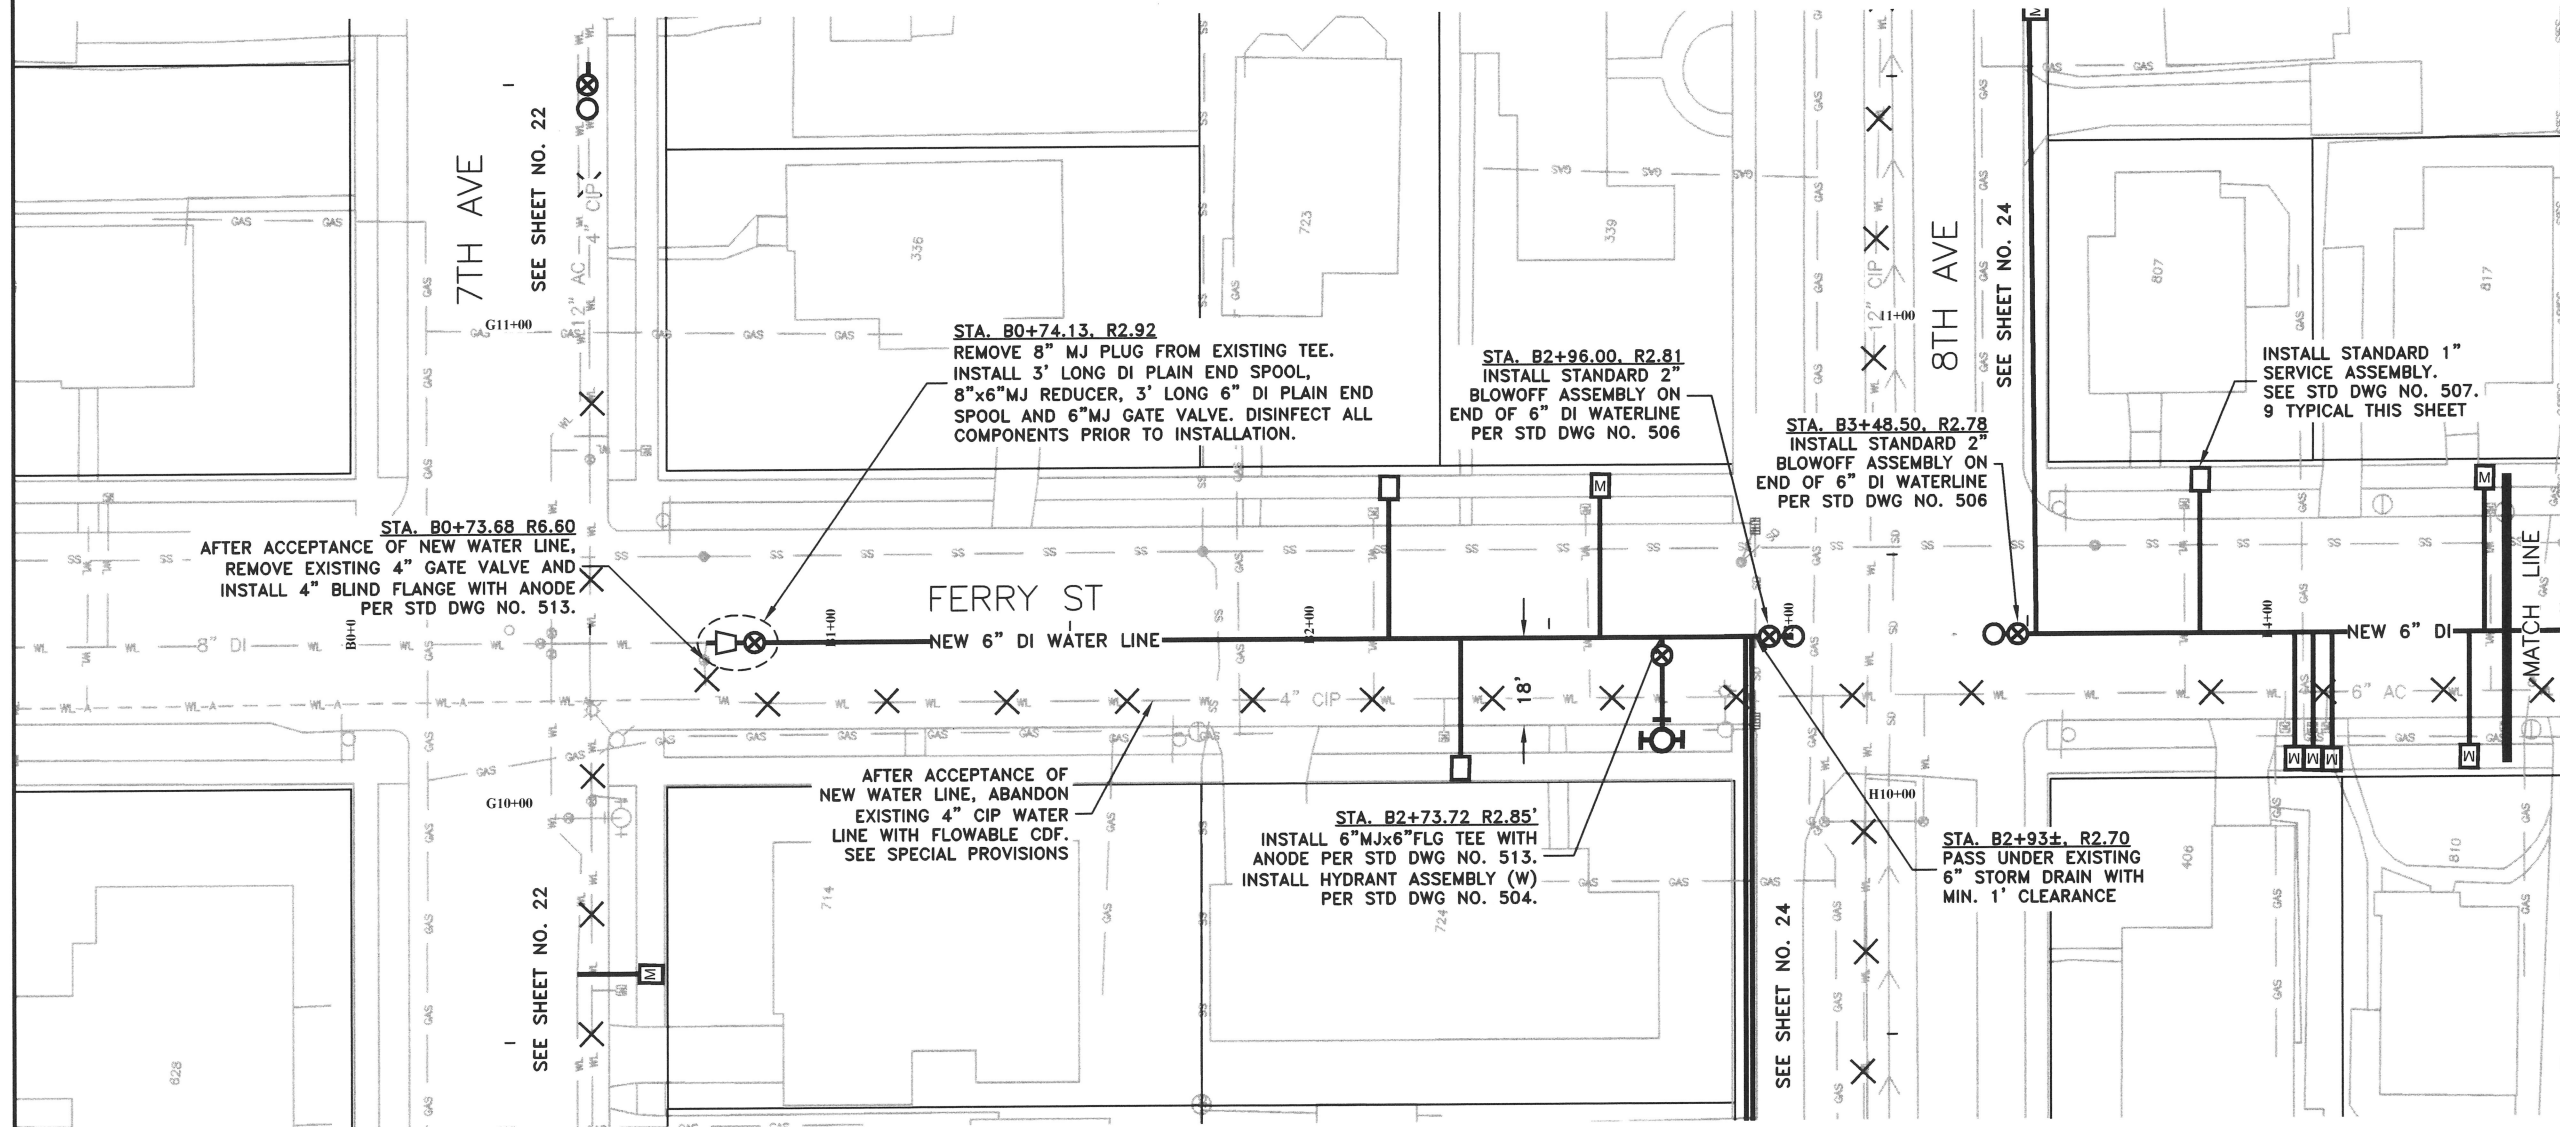 7TH AVE
SEE SHEET NO. 22
12" AC
4" CIP
G11+00
336
723
339
8TH AVE
SEE SHEET NO. 24
12" CIP
11+00
807
817
STA. B0+74.13, R2.92
REMOVE 8" MJ PLUG FROM EXISTING TEE.
INSTALL 3' LONG DI PLAIN END SPOOL,
8"x6"MJ REDUCER, 3' LONG 6" DI PLAIN END
SPOOL AND 6"MJ GATE VALVE. DISINFECT ALL
COMPONENTS PRIOR TO INSTALLATION.
STA. B2+96.00, R2.81
INSTALL STANDARD 2"
BLOWOFF ASSEMBLY ON
END OF 6" DI WATERLINE
PER STD DWG NO. 506
STA. B3+48.50, R2.78
INSTALL STANDARD 2"
BLOWOFF ASSEMBLY ON
END OF 6" DI WATERLINE
PER STD DWG NO. 506
INSTALL STANDARD 1"
SERVICE ASSEMBLY.
SEE STD DWG NO. 507.
9 TYPICAL THIS SHEET
STA. B0+73.68 R6.60
AFTER ACCEPTANCE OF NEW WATER LINE,
REMOVE EXISTING 4" GATE VALVE AND
INSTALL 4" BLIND FLANGE WITH ANODE
PER STD DWG NO. 513.
FERRY ST
8" DI
B0+0
B1+00
NEW 6" DI WATER LINE
B2+00
NEW 6" DI
MATCH LINE
4" CIP
18'
6" AC
G10+00
AFTER ACCEPTANCE OF
NEW WATER LINE, ABANDON
EXISTING 4" CIP WATER
LINE WITH FLOWABLE CDF.
SEE SPECIAL PROVISIONS
STA. B2+73.72 R2.85'
INSTALL 6"MJx6"FLG TEE WITH
ANODE PER STD DWG NO. 513.
INSTALL HYDRANT ASSEMBLY (W)
PER STD DWG NO. 504.
H10+00
STA. B2+93±, R2.70
PASS UNDER EXISTING
6" STORM DRAIN WITH
MIN. 1' CLEARANCE
SEE SHEET NO. 22
SEE SHEET NO. 24
628
714
724
408
810